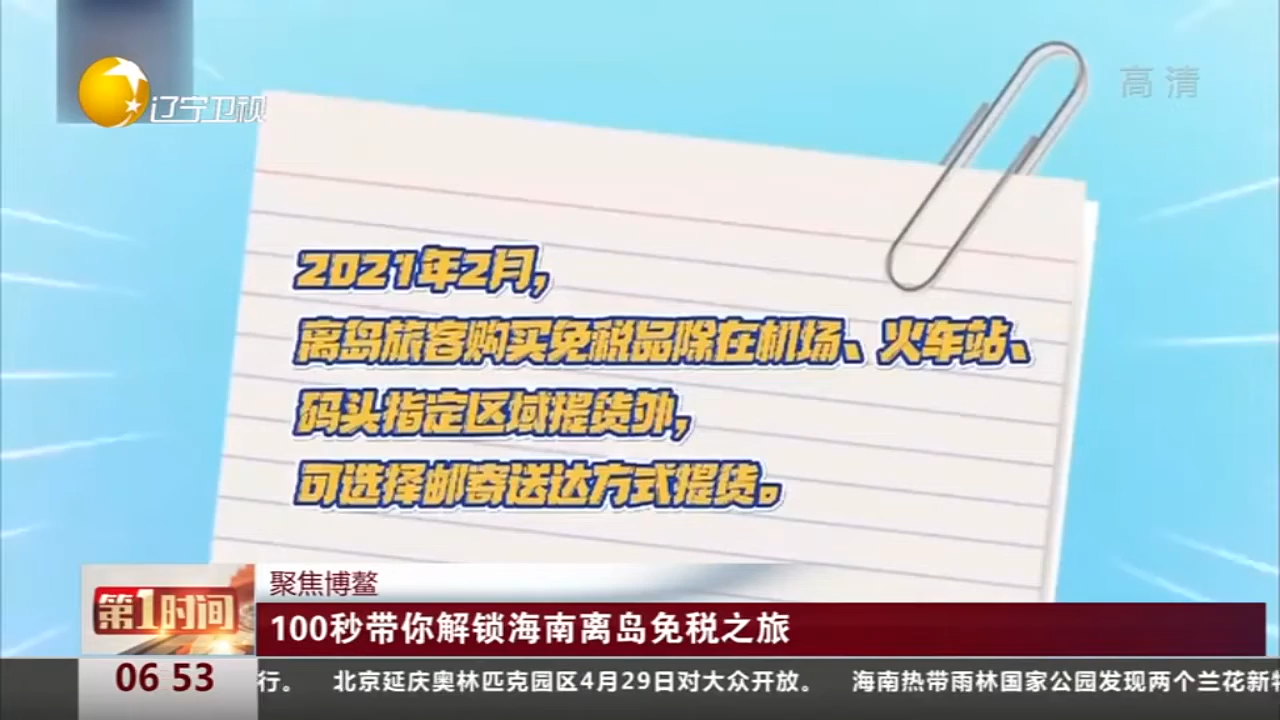 辽宁卫视
高清
2021年2月,
离岛旅客购买免税品除在机场、火车站、
码头指定区域提货外,
可选择邮寄送达方式提货。
聚焦博鳌
第1时间
100秒带你解锁海南离岛免税之旅
06 53
行。 北京延庆奥林匹克园区4月29日对大众开放。 海南热带雨林国家公园发现两个兰花新